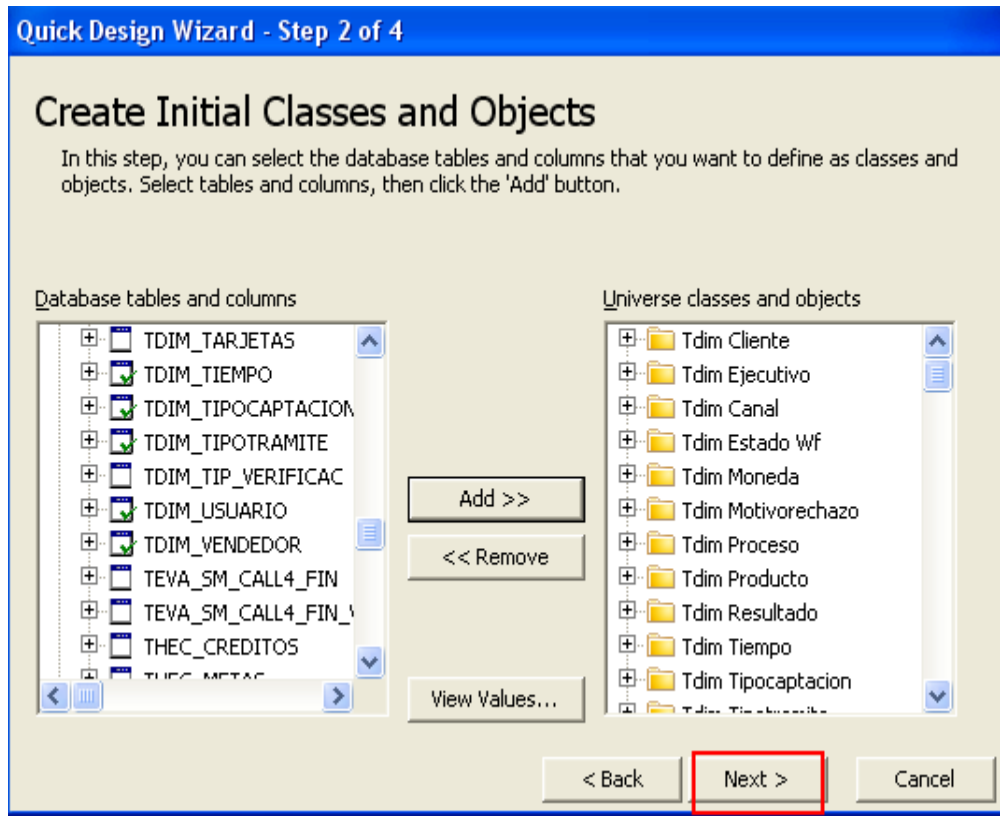 Quick Design Wizard - Step 2 of 4
Create Initial Classes and Objects
In this step, you can select the database tables and columns that you want to define as classes and
objects. Select tables and columns, then click the 'Add' button.
Database tables and columns
TDIM_TARJETAS
TDIM_TIEMPO
TDIM_TIPOCAPTACION
TDIM_TIPOTRAMITE
TDIM_TIP_VERIFICAC
TDIM_USUARIO
TDIM_VENDEDOR
TEVA_SM_CALL4_FIN
TEVA_SM_CALL4_FIN_
THEC_CREDITOS
THEC_METAS
Add >>
<< Remove
View Values...
Universe classes and objects
Tdim Cliente
Tdim Ejecutivo
Tdim Canal
Tdim Estado Wf
Tdim Moneda
Tdim Motivorechazo
Tdim Proceso
Tdim Producto
Tdim Resultado
Tdim Tiempo
Tdim Tipocaptacion
Tdim Tipotramite
< Back
Next >
Cancel